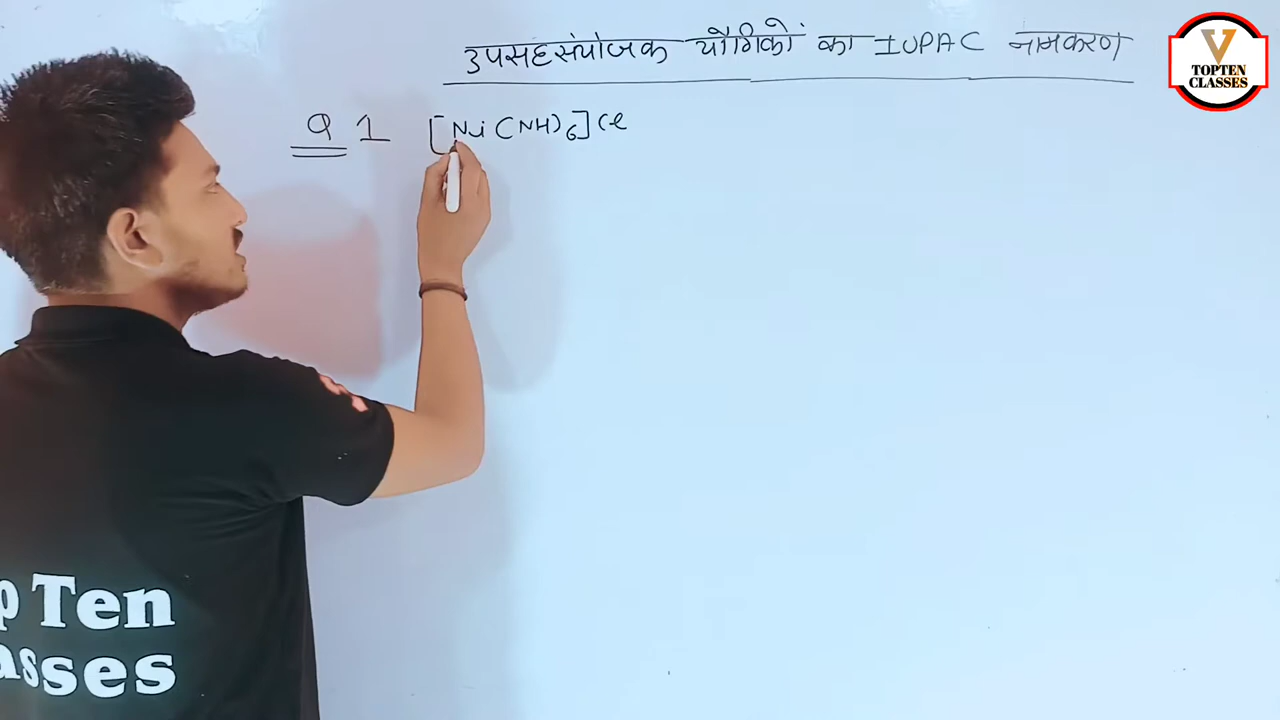 उपसहसंयोजक यौगिकों का IUPAC नामकरण
Q 1 [Ni(NH)6]Cl
V
TOPTEN
CLASSES
p Ten
asses